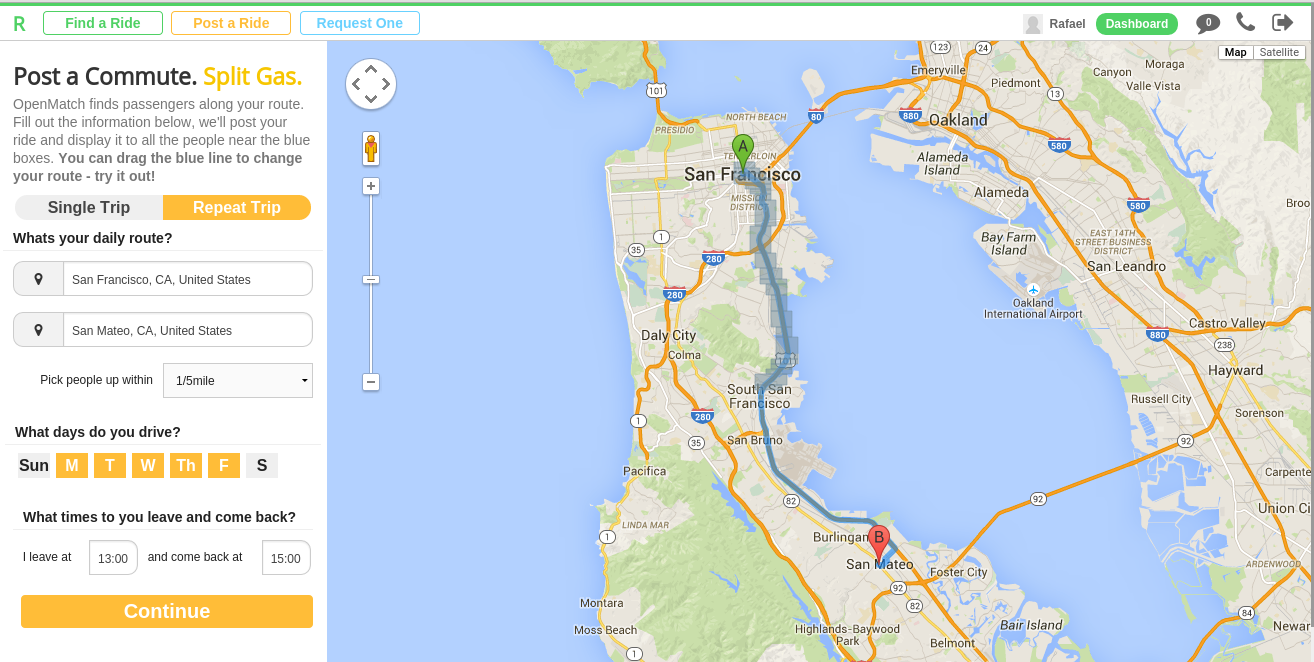 R Find a Ride Post a Ride Request One Rafael Dashboard 0
Post a Commute. Split Gas.
OpenMatch finds passengers along your route.
Fill out the information below, we'll post your
ride and display it to all the people near the blue
boxes. You can drag the blue line to change
your route - try it out!
Single Trip Repeat Trip
Whats your daily route?
San Francisco, CA, United States
San Mateo, CA, United States
Pick people up within 1/5mile
What days do you drive?
Sun M T W Th F S
What times to you leave and come back?
I leave at 13:00 and come back at 15:00
Continue
Map Satellite
123
24
Emeryville
Moraga
Canyon
Piedmont
Valle Vista
101
13
NORTH BEACH
80
880
Oakland
PRESIDIO
580
A
Alameda
Island
San Francisco
Alameda
MISSION
DISTRICT
580
Broo
1
35
Bay Farm
Island
EAST 14TH
STREET BUSINESS
DISTRICT
280
San Leandro
280
Oakland
International Airport
Castro Valley
880
238
Daly City
Colma
101
Hayward
South San
Francisco
Russell City
Sorenson
280
1
35
San Bruno
92
Pacifica
Carpente
82
92
Union Ci
LINDA MAR
1
Burlingam
B
San Mateo
Foster City
ARDENWOOD
92
82
84
Montara
Moss Beach
Highlands-Baywood
Park
Bair Island
Newar
Belmont
1